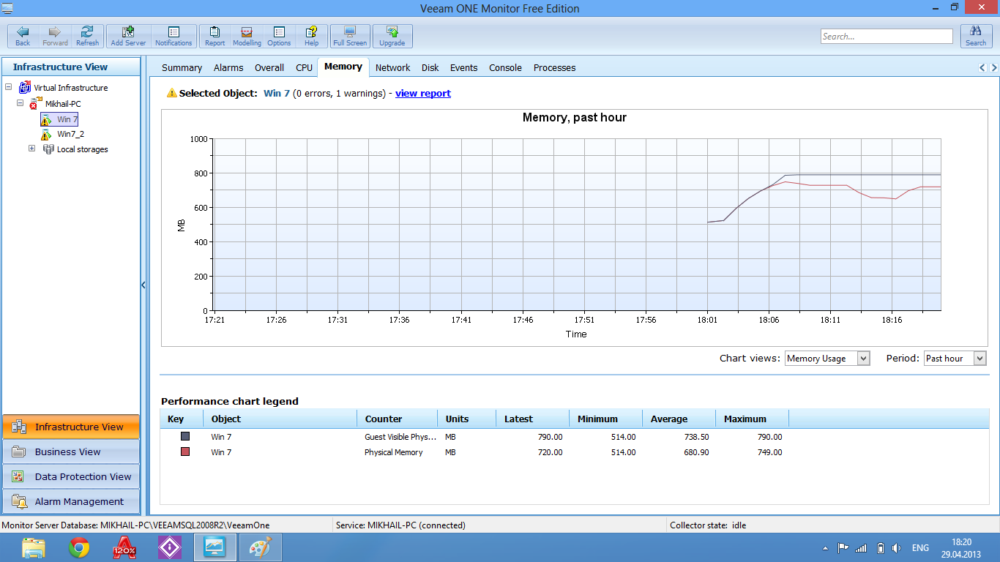 Veeam ONE Monitor Free Edition
Back Forward Refresh Add Server Notifications Report Modelling Options Help Full Screen Upgrade Search... Search
Infrastructure View
Summary Alarms Overall CPU Memory Network Disk Events Console Processes
Virtual Infrastructure
Mikhail-PC
Win 7
Win7_2
Local storages
Selected Object: Win 7 (0 errors, 1 warnings) - view report
Memory, past hour
1000
800
600
400
200
0
MB
17:21 17:26 17:31 17:36 17:41 17:46 17:51 17:56 18:01 18:06 18:11 18:16
Time
Chart views: Memory Usage Period: Past hour
Performance chart legend
Key Object Counter Units Latest Minimum Average Maximum
Win 7 Guest Visible Phys... MB 790.00 514.00 738.50 790.00
Win 7 Physical Memory MB 720.00 514.00 680.90 749.00
Infrastructure View
Business View
Data Protection View
Alarm Management
Monitor Server Database: MIKHAIL-PC\VEEAMSQL2008R2\VeeamOne Service: MIKHAIL-PC (connected) Collector state: idle
120%
ENG
18:20
29.04.2013